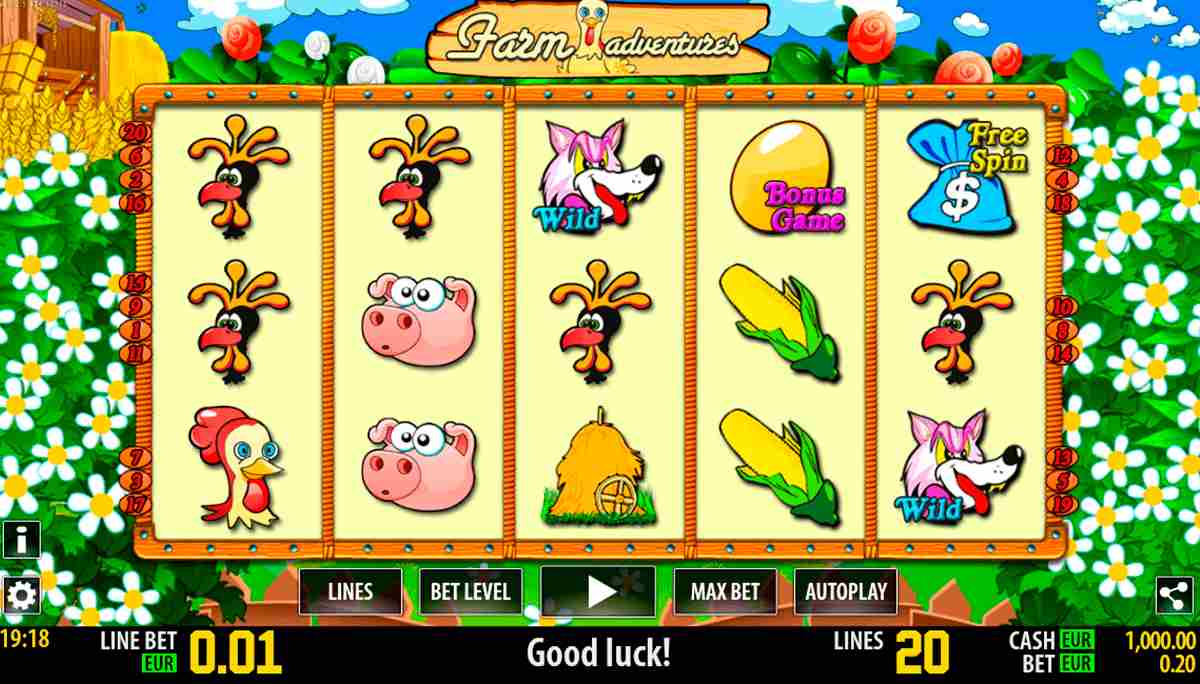 Farm adventures
Free
Spin
Wild
Bonus
Game
20
6
2
16
12
4
18
15
9
1
11
10
8
14
7
3
17
13
5
19
Wild
i
LINES
BET LEVEL
MAX BET
AUTOPLAY
19:18
LINE BET
EUR
0.01
Good luck!
LINES
20
CASH EUR 1,000.00
BET EUR 0.20